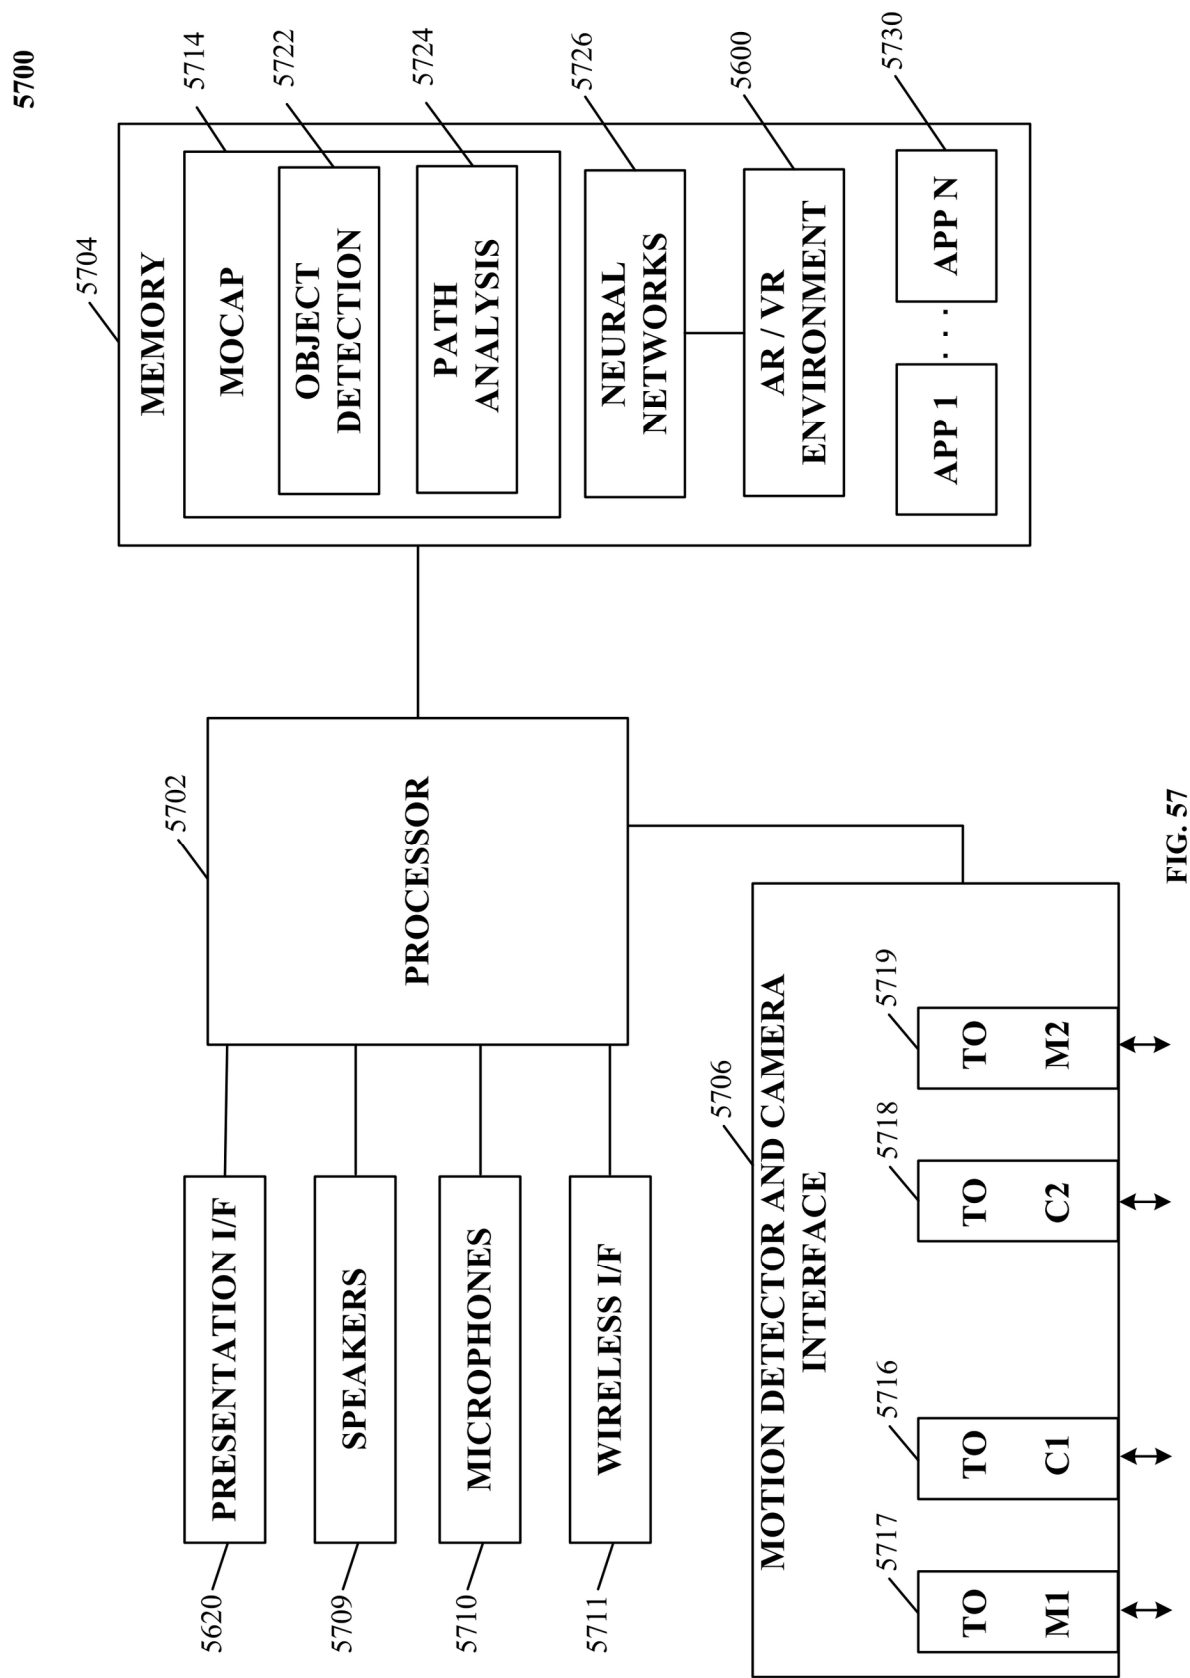 5700
5704
MEMORY
5714
MOCAP
5722
OBJECT
DETECTION
5724
PATH
ANALYSIS
5726
NEURAL
NETWORKS
5600
AR / VR
ENVIRONMENT
5730
APP 1
. . . .
APP N
5702
PROCESSOR
5620
PRESENTATION I/F
5709
SPEAKERS
5710
MICROPHONES
5711
WIRELESS I/F
5706
MOTION DETECTOR AND CAMERA
INTERFACE
5717
TO
M1
5716
TO
C1
5718
TO
C2
5719
TO
M2
FIG. 57